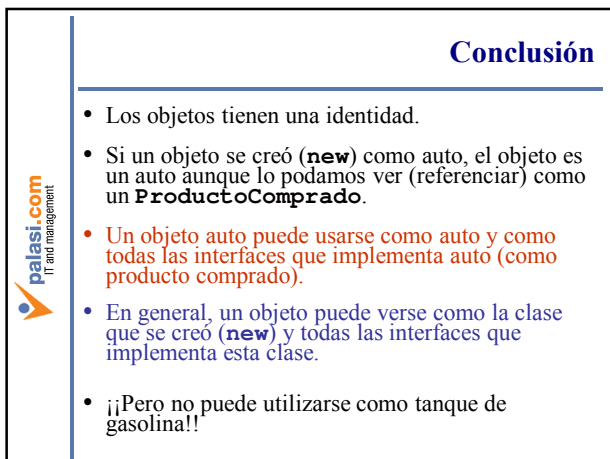 Conclusión
• Los objetos tienen una identidad.
• Si un objeto se creó (new) como auto, el objeto es
un auto aunque lo podamos ver (referenciar) como
un ProductoComprado.
• Un objeto auto puede usarse como auto y como
todas las interfaces que implementa auto (como
producto comprado).
• En general, un objeto puede verse como la clase
que se creó (new) y todas las interfaces que
implementa esta clase.
• ¡¡Pero no puede utilizarse como tanque de
gasolina!!
palasi.com
IT and management